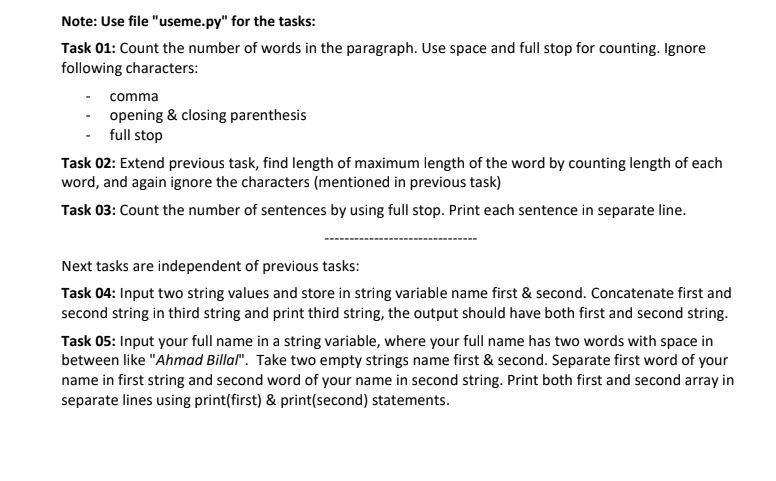 Note: Use file "useme.py" for the tasks:
Task 01: Count the number of words in the paragraph. Use space and full stop for counting. Ignore
following characters:
- comma
- opening & closing parenthesis
- full stop
Task 02: Extend previous task, find length of maximum length of the word by counting length of each
word, and again ignore the characters (mentioned in previous task)
Task 03: Count the number of sentences by using full stop. Print each sentence in separate line.
-------------------------------
Next tasks are independent of previous tasks:
Task 04: Input two string values and store in string variable name first & second. Concatenate first and
second string in third string and print third string, the output should have both first and second string.
Task 05: Input your full name in a string variable, where your full name has two words with space in
between like "Ahmad Billal". Take two empty strings name first & second. Separate first word of your
name in first string and second word of your name in second string. Print both first and second array in
separate lines using print(first) & print(second) statements.